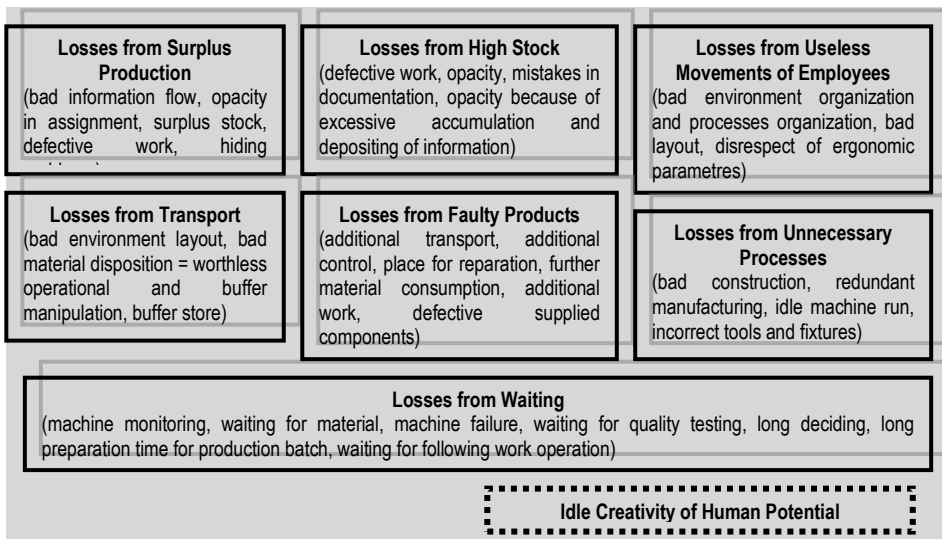 Losses from Surplus
Production
(bad information flow, opacity
in assignment, surplus stock,
defective work, hiding
Losses from High Stock
(defective work, opacity, mistakes in
documentation, opacity because of
excessive accumulation and
depositing of information)
Losses from Useless
Movements of Employees
(bad environment organization
and processes organization, bad
layout, disrespect of ergonomic
parametres)
Losses from Transport
(bad environment layout, bad
material disposition = worthless
operational and buffer
manipulation, buffer store)
Losses from Faulty Products
(additional transport, additional
control, place for reparation, further
material consumption, additional
work, defective supplied
components)
Losses from Unnecessary
Processes
(bad construction, redundant
manufacturing, idle machine run,
incorrect tools and fixtures)
Losses from Waiting
(machine monitoring, waiting for material, machine failure, waiting for quality testing, long deciding, long
preparation time for production batch, waiting for following work operation)
Idle Creativity of Human Potential